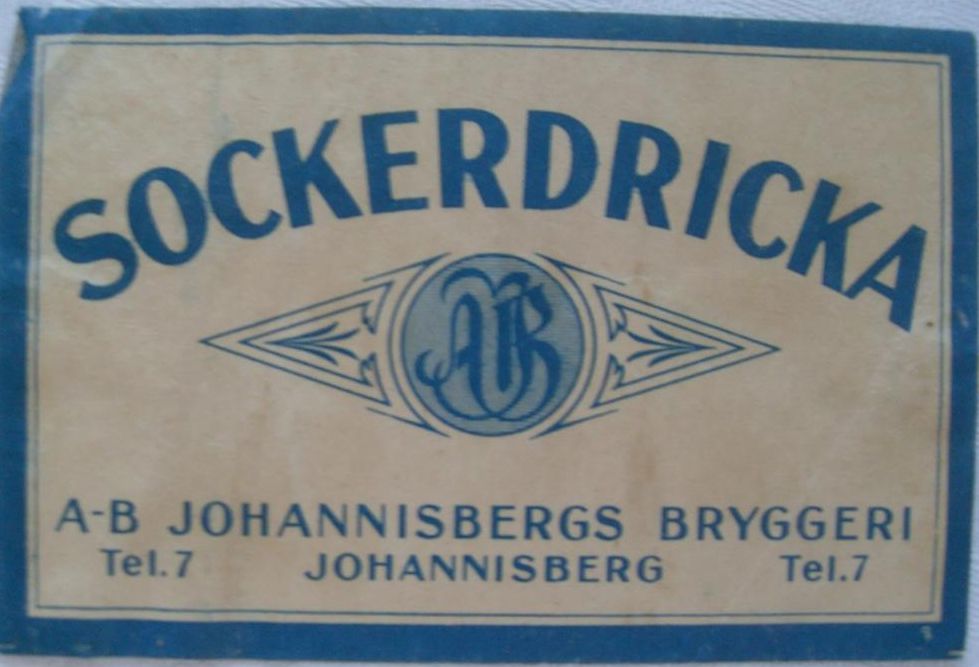 SOCKERDRICKA
A-B JOHANNISBERGS BRYGGERI
Tel.7 JOHANNISBERG Tel.7